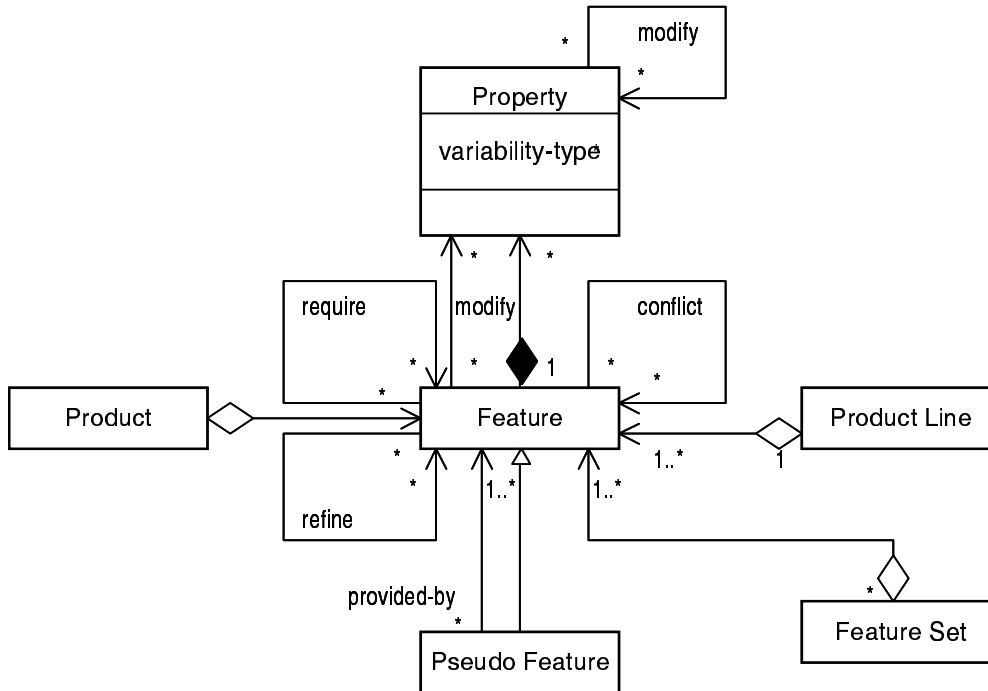 *
modify
*
Property
variability-type
*
*
*
require
modify
conflict
*
*
1
*
*
*
Product
Feature
Product Line
*
1..*
1
*
1..*
1..*
refine
provided-by
*
*
Feature Set
Pseudo Feature